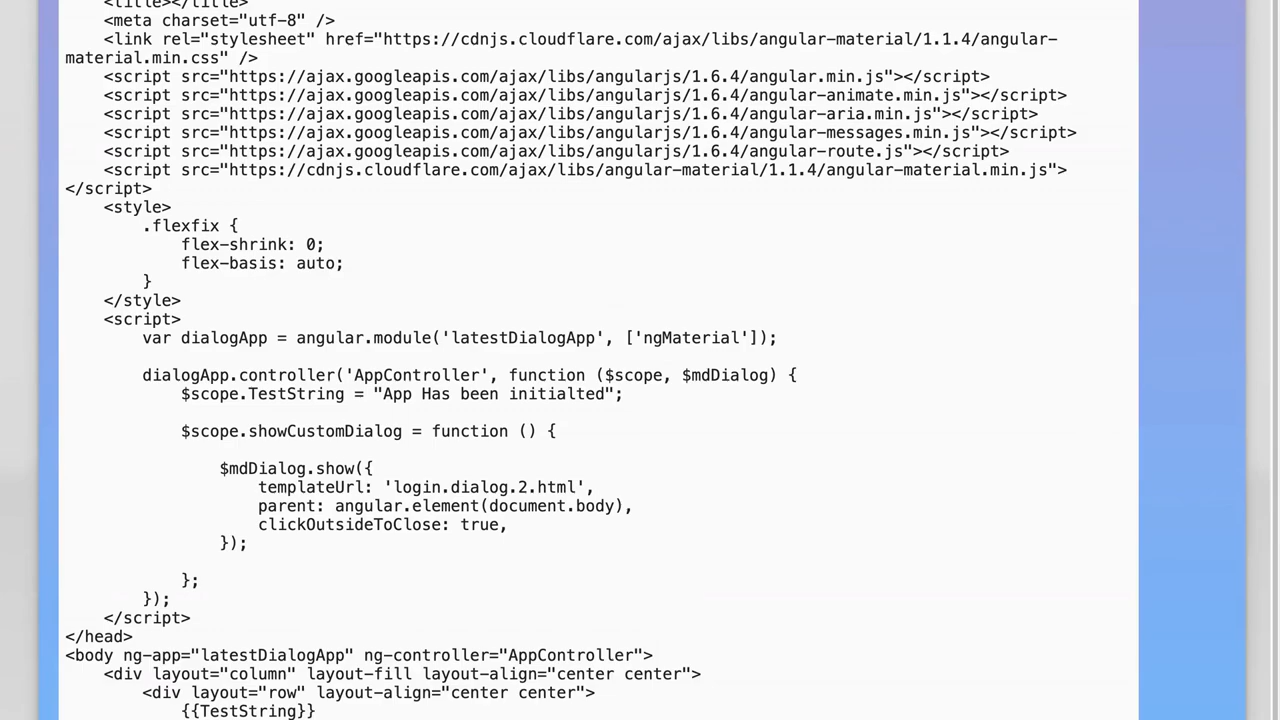 <title></title>
<meta charset="utf-8" />
<link rel="stylesheet" href="https://cdnjs.cloudflare.com/ajax/libs/angular-material/1.1.4/angular-
material.min.css" />
<script src="https://ajax.googleapis.com/ajax/libs/angularjs/1.6.4/angular.min.js"></script>
<script src="https://ajax.googleapis.com/ajax/libs/angularjs/1.6.4/angular-animate.min.js"></script>
<script src="https://ajax.googleapis.com/ajax/libs/angularjs/1.6.4/angular-aria.min.js"></script>
<script src="https://ajax.googleapis.com/ajax/libs/angularjs/1.6.4/angular-messages.min.js"></script>
<script src="https://ajax.googleapis.com/ajax/libs/angularjs/1.6.4/angular-route.js"></script>
<script src="https://cdnjs.cloudflare.com/ajax/libs/angular-material/1.1.4/angular-material.min.js">
</script>
<style>
.flexfix {
flex-shrink: 0;
flex-basis: auto;
}
</style>
<script>
var dialogApp = angular.module('latestDialogApp', ['ngMaterial']);
dialogApp.controller('AppController', function ($scope, $mdDialog) {
$scope.TestString = "App Has been initialted";
$scope.showCustomDialog = function () {
$mdDialog.show({
templateUrl: 'login.dialog.2.html',
parent: angular.element(document.body),
clickOutsideToClose: true,
});
};
});
</script>
</head>
<body ng-app="latestDialogApp" ng-controller="AppController">
<div layout="column" layout-fill layout-align="center center">
<div layout="row" layout-align="center center">
{{TestString}}